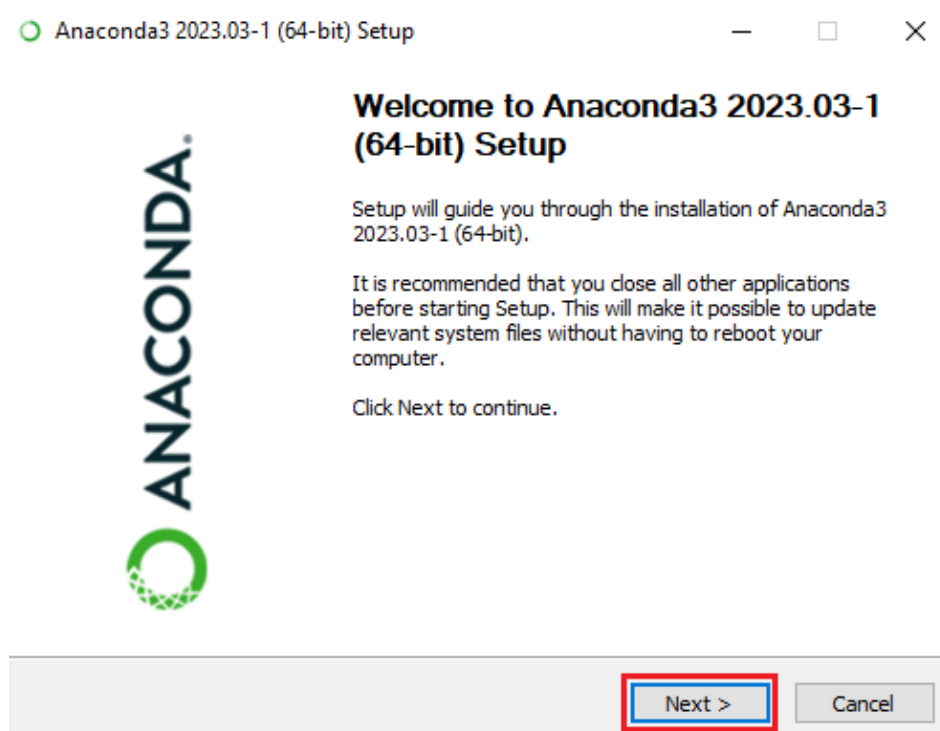 Anaconda3 2023.03-1 (64-bit) Setup
Welcome to Anaconda3 2023.03-1
(64-bit) Setup
Setup will guide you through the installation of Anaconda3
2023.03-1 (64-bit).
It is recommended that you close all other applications
before starting Setup. This will make it possible to update
relevant system files without having to reboot your
computer.
Click Next to continue.
ANACONDA.
Next >
Cancel